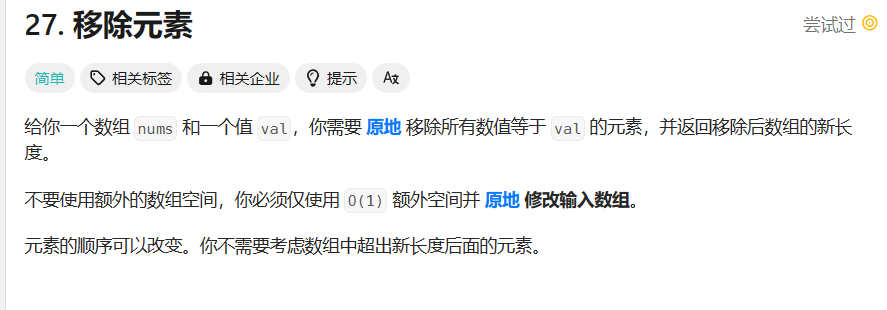 27. 移除元素
尝试过
简单 相关标签 相关企业 提示 A文
给你一个数组 nums 和一个值 val，你需要 原地 移除所有数值等于 val 的元素，并返回移除后数组的新长
度。
不要使用额外的数组空间，你必须仅使用 O(1) 额外空间并 原地 修改输入数组。
元素的顺序可以改变。你不需要考虑数组中超出新长度后面的元素。